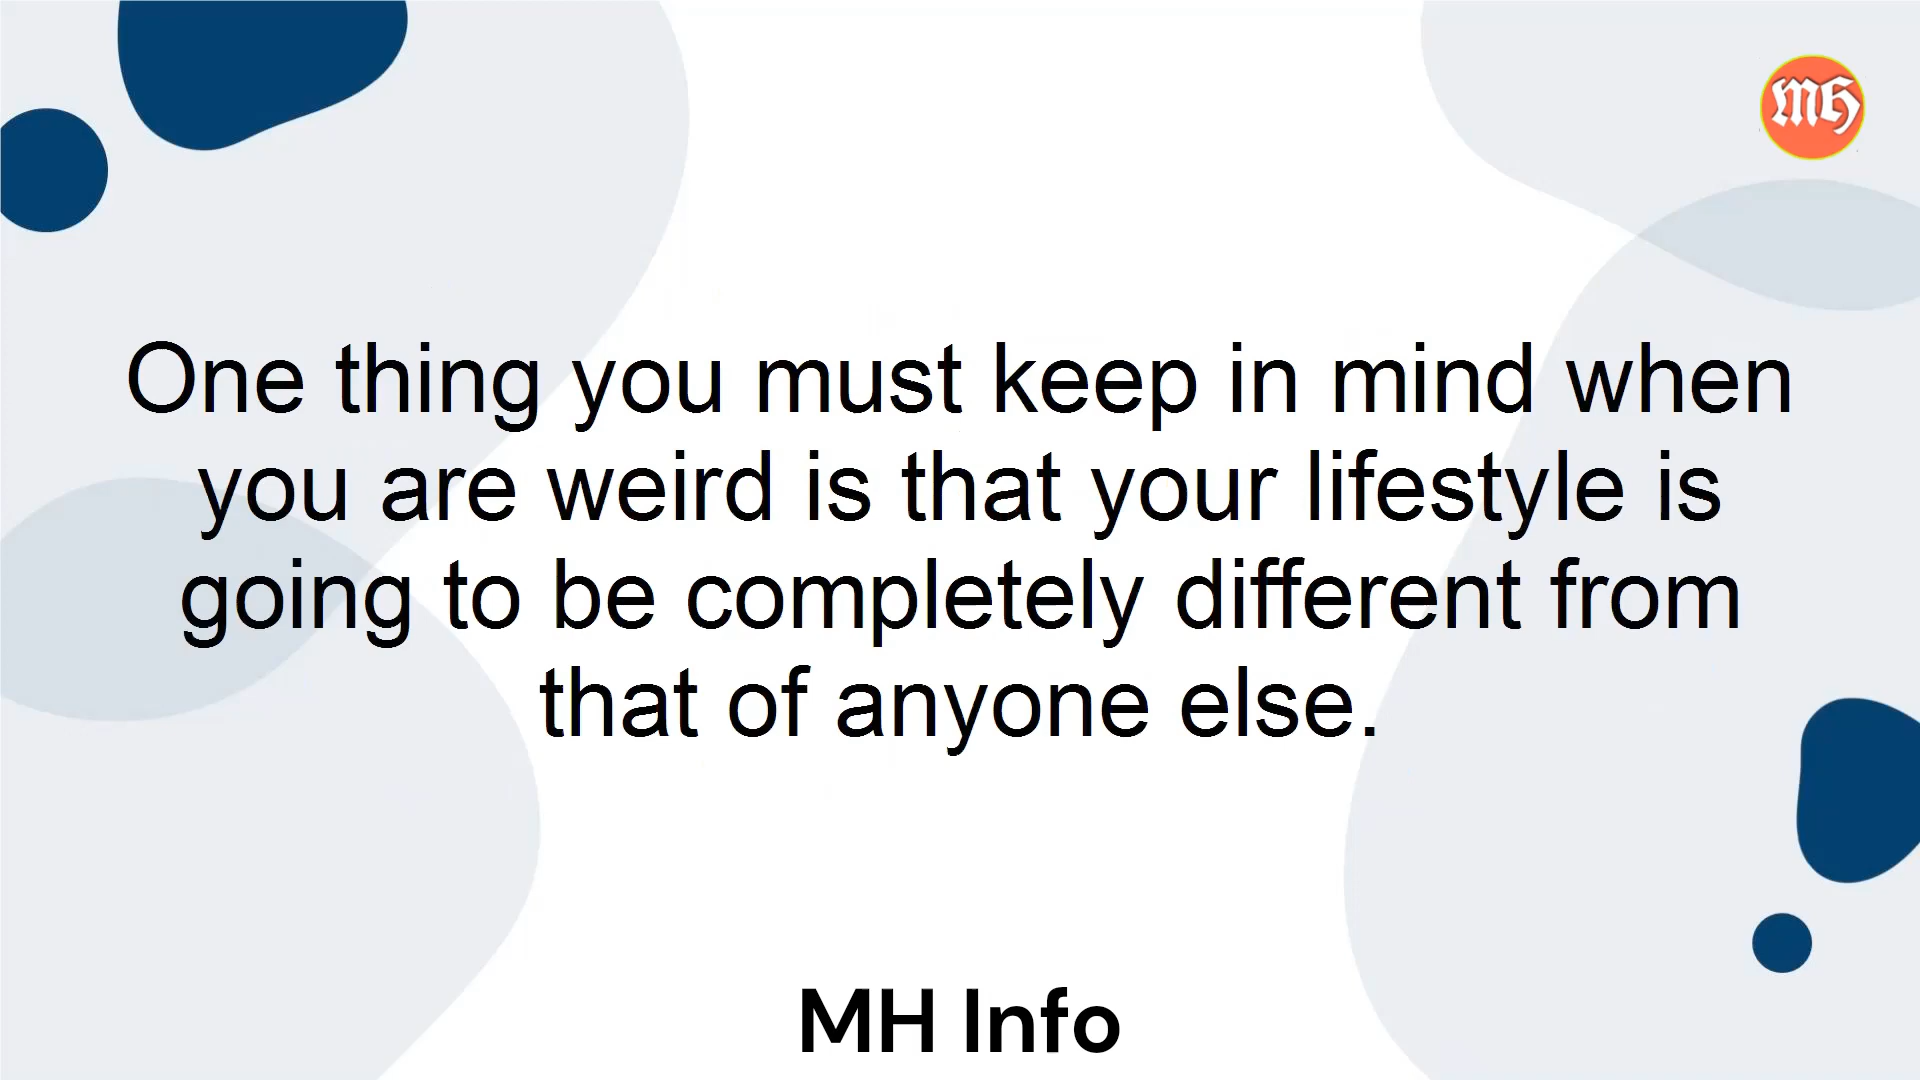 MH
One thing you must keep in mind when
you are weird is that your lifestyle is
going to be completely different from
that of anyone else.
MH Info